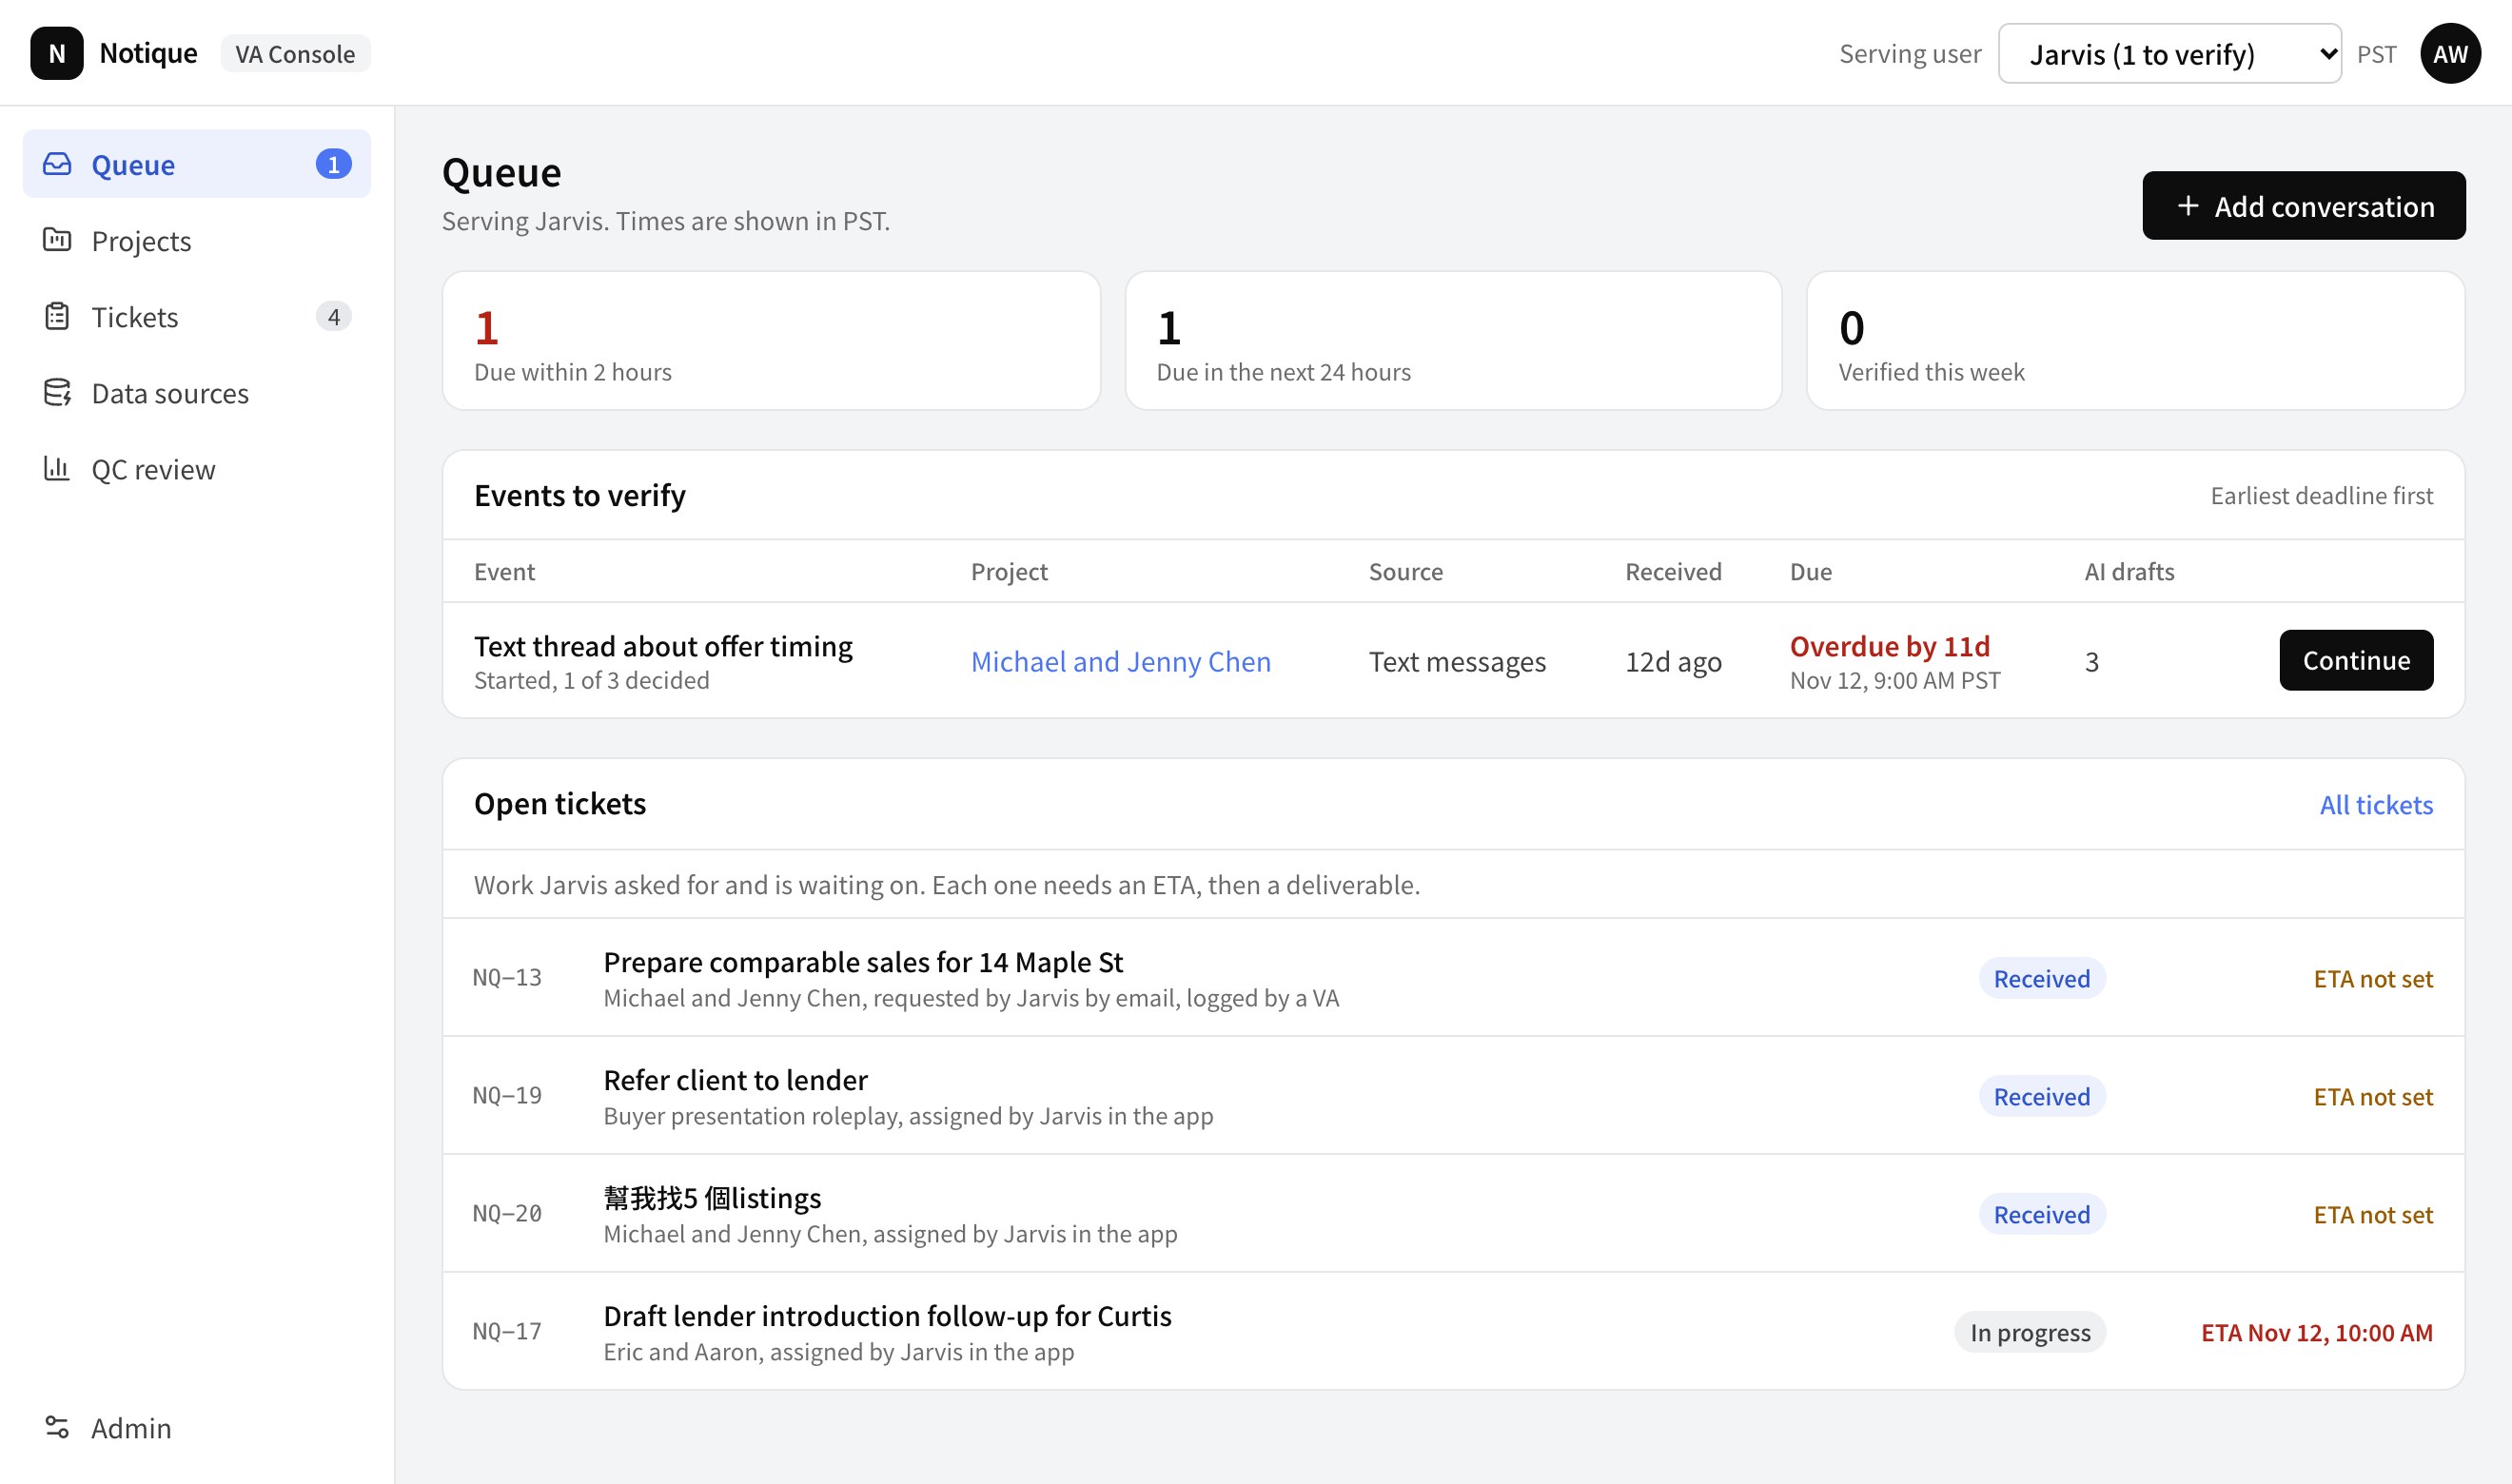 N Notique VA Console
Serving user Jarvis (1 to verify) PST AW
Queue 1
Projects
Tickets 4
Data sources
QC review
Admin
Queue
Serving Jarvis. Times are shown in PST.
+ Add conversation
1
Due within 2 hours
1
Due in the next 24 hours
0
Verified this week
Events to verify
Earliest deadline first
Event Project Source Received Due AI drafts
Text thread about offer timing
Started, 1 of 3 decided
Michael and Jenny Chen
Text messages
12d ago
Overdue by 11d
Nov 12, 9:00 AM PST
3
Continue
Open tickets
All tickets
Work Jarvis asked for and is waiting on. Each one needs an ETA, then a deliverable.
NQ-13
Prepare comparable sales for 14 Maple St
Michael and Jenny Chen, requested by Jarvis by email, logged by a VA
Received
ETA not set
NQ-19
Refer client to lender
Buyer presentation roleplay, assigned by Jarvis in the app
Received
ETA not set
NQ-20
幫我找5 個listings
Michael and Jenny Chen, assigned by Jarvis in the app
Received
ETA not set
NQ-17
Draft lender introduction follow-up for Curtis
Eric and Aaron, assigned by Jarvis in the app
In progress
ETA Nov 12, 10:00 AM